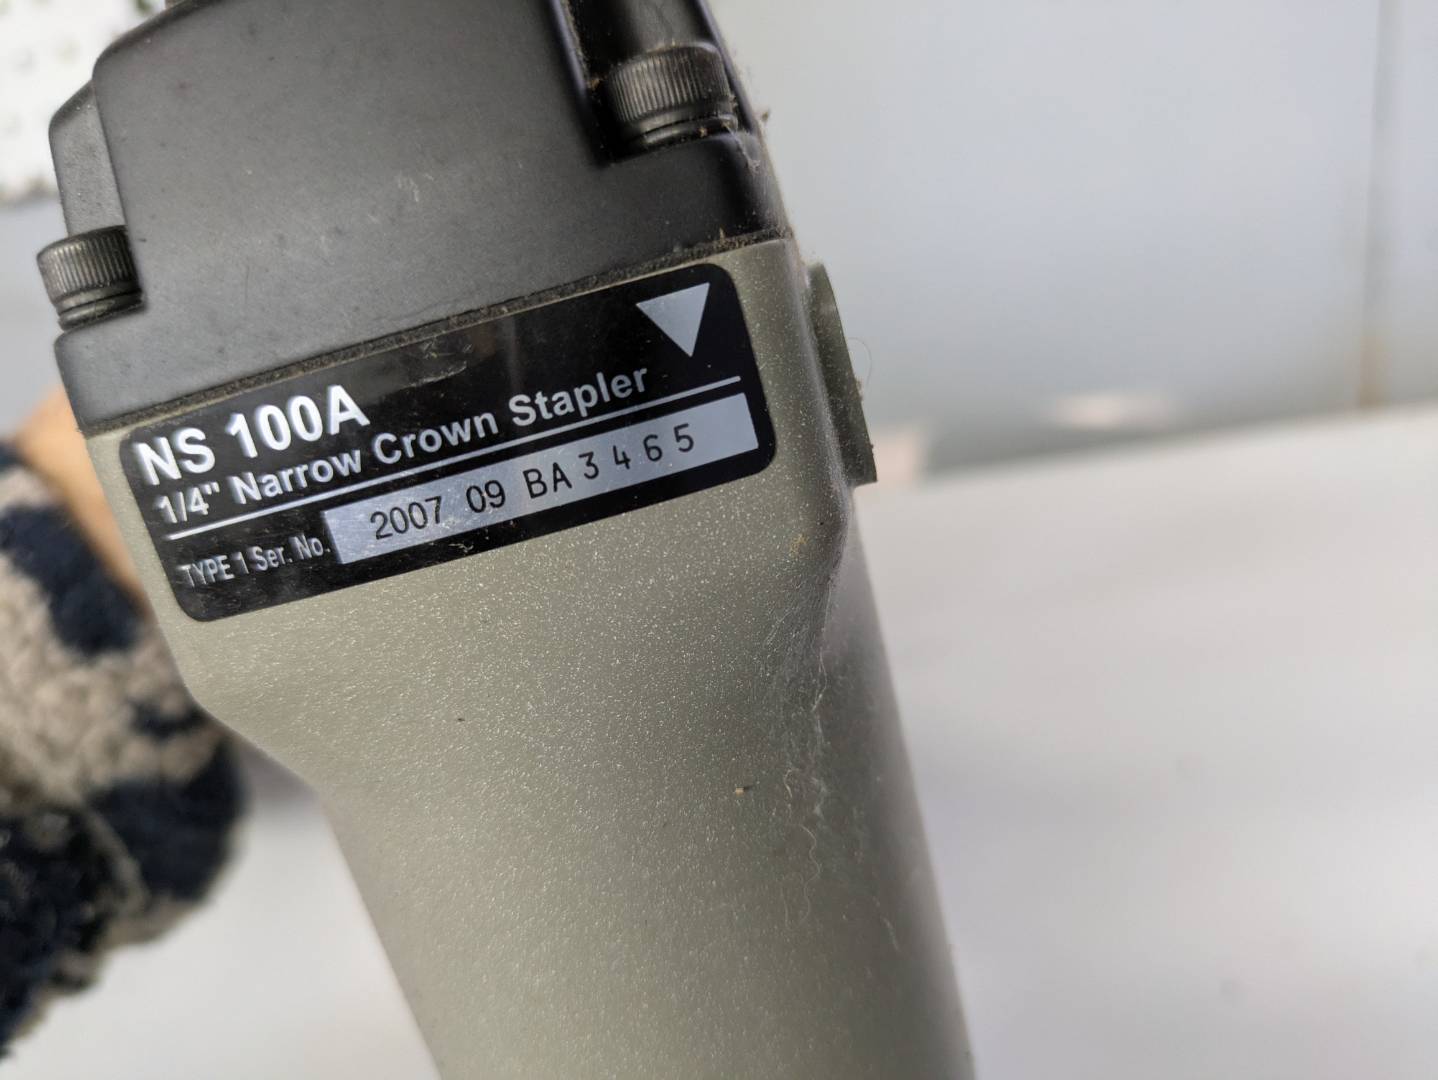 NS 100A
1/4" Narrow Crown Stapler
TYPE 1 Ser. No. 2007 09 BA3465